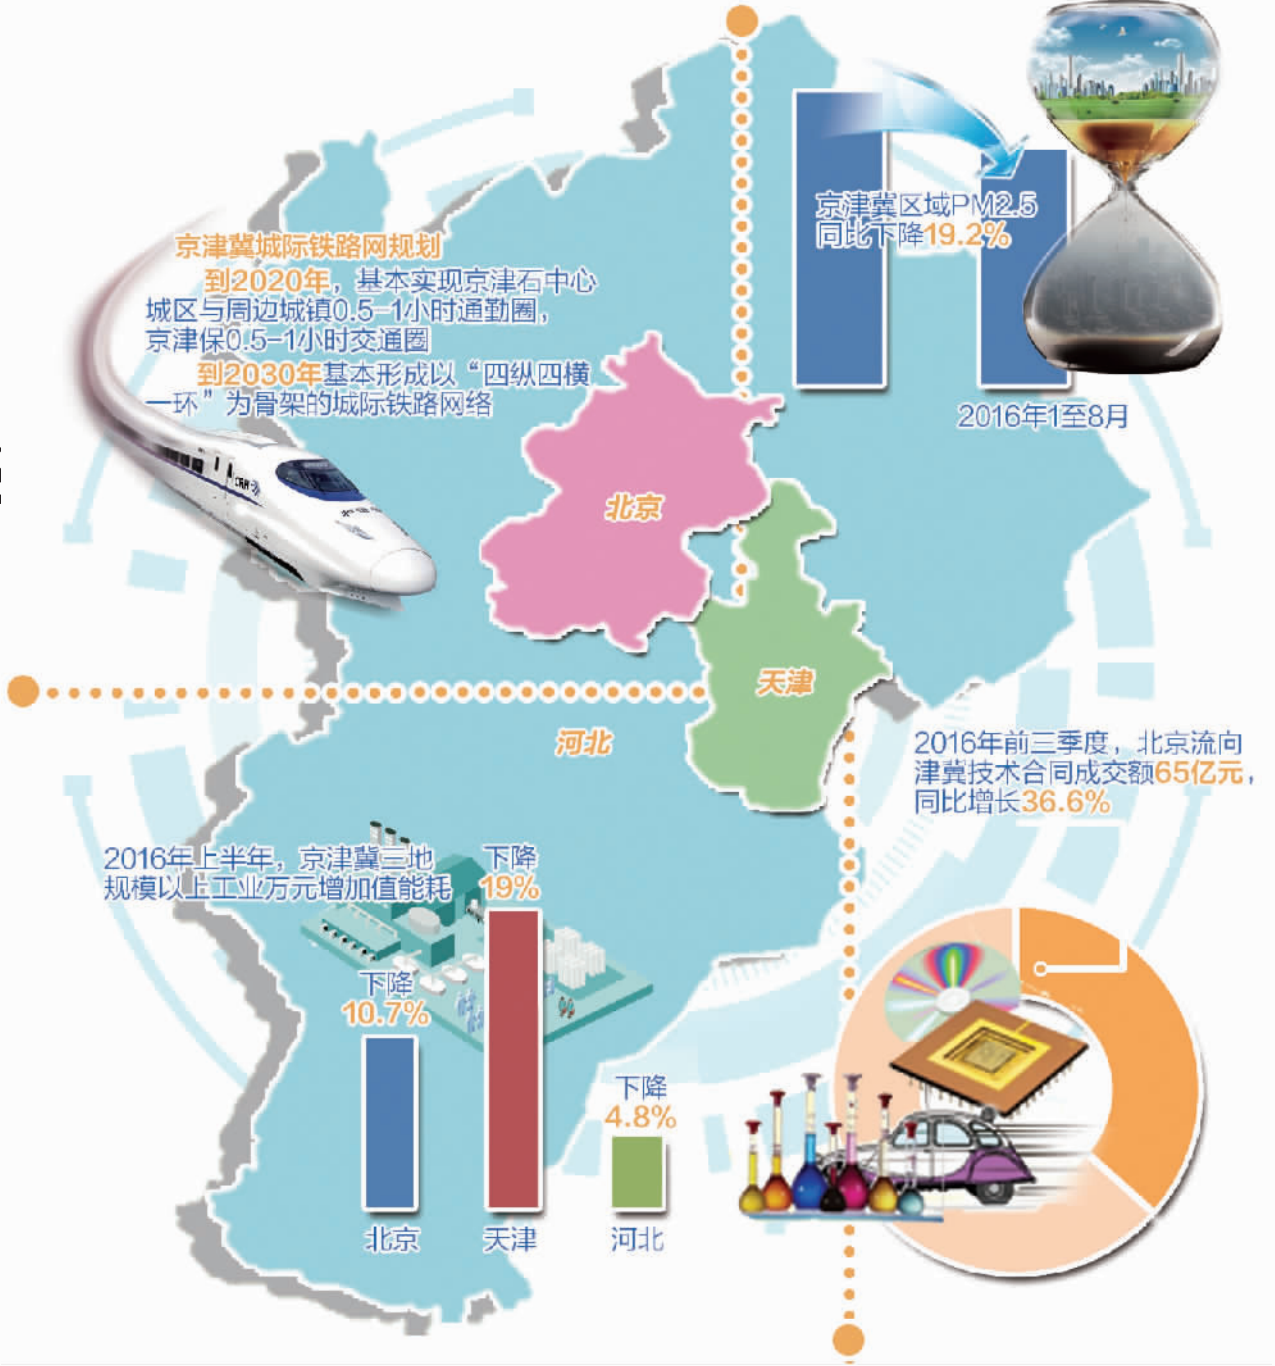 京津冀城际铁路网规划
到2020年，基本实现京津石中心
城区与周边城镇0.5-1小时通勤圈，
京津保0.5-1小时交通圈
到2030年基本形成以“四纵四横
一环”为骨架的城际铁路网络
京津冀区域PM2.5
同比下降19.2%
2016年1至8月
北京
天津
河北
2016年前三季度，北京流向
津冀技术合同成交额65亿元，
同比增长36.6%
2016年上半年，京津冀三地
规模以上工业万元增加值能耗
下降
10.7%
北京
下降
19%
天津
下降
4.8%
河北